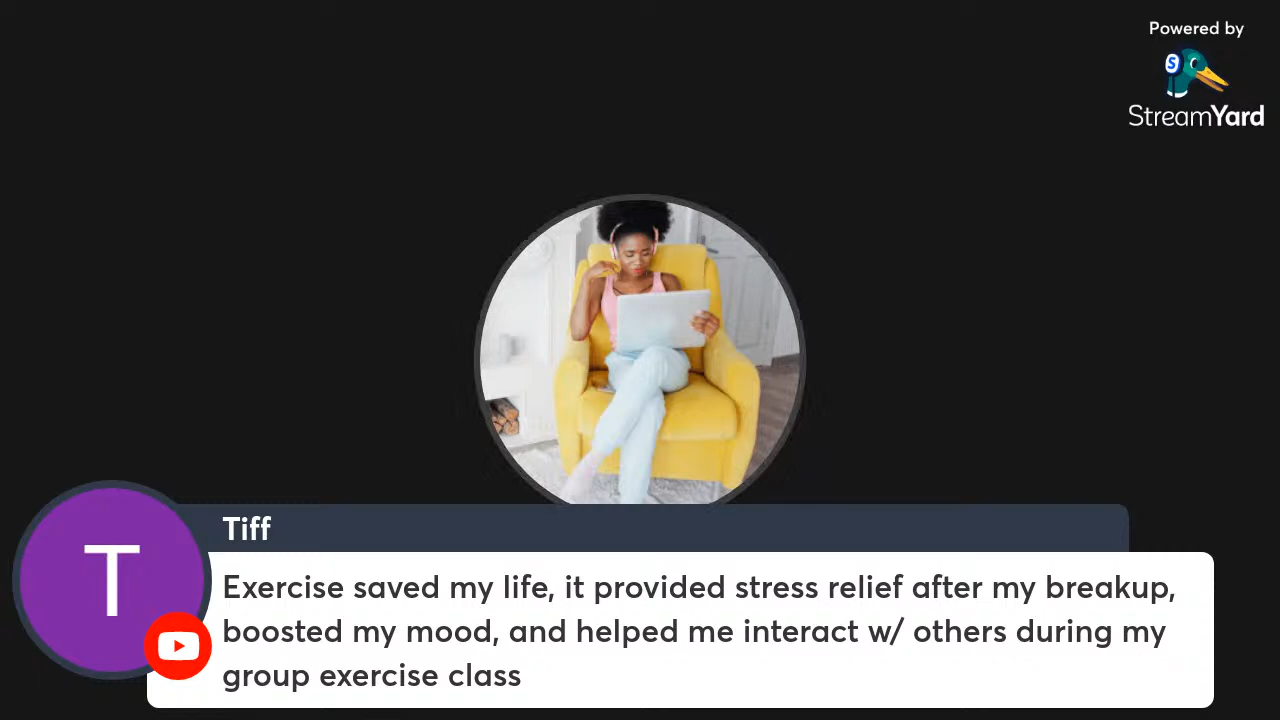 Powered by
S
StreamYard
T
Tiff
Exercise saved my life, it provided stress relief after my breakup,
boosted my mood, and helped me interact w/ others during my
group exercise class